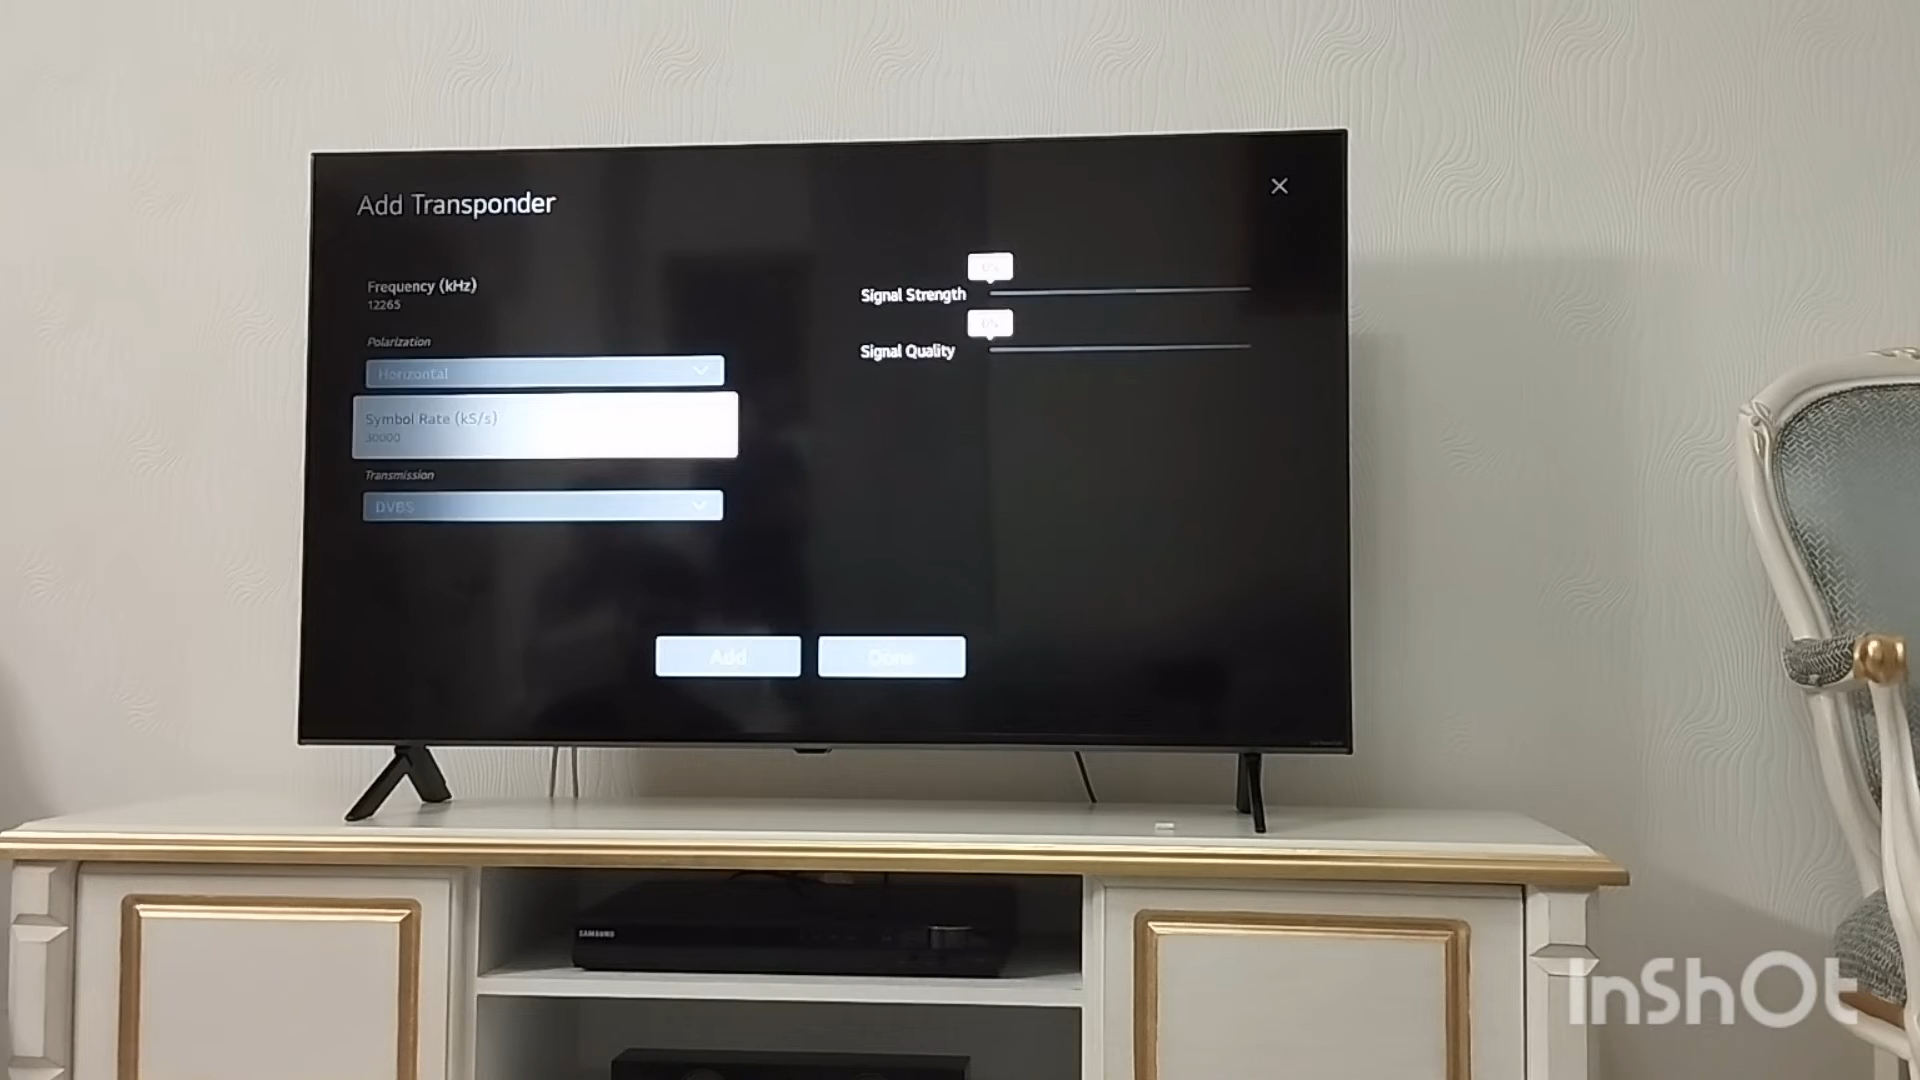 Add Transponder
Frequency (kHz)
12265
Polarization
Horizontal
Symbol Rate (kS/s)
30000
Transmission
DVBS
Signal Strength
Signal Quality
Add
Done
SAMSUNG
InShOt